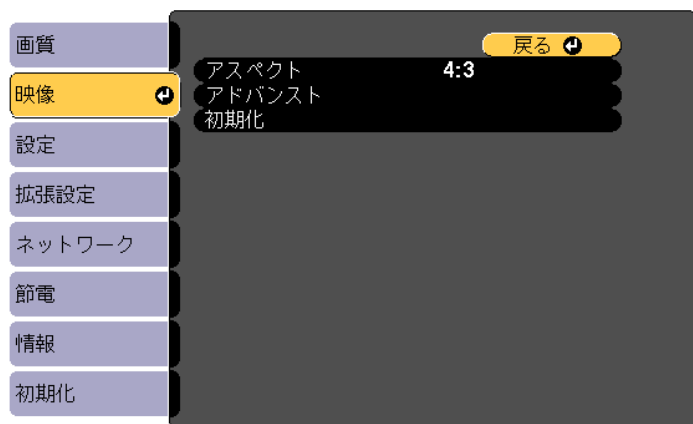 画質
映像
設定
拡張設定
ネットワーク
節電
情報
初期化
戻る
アスペクト 4:3
アドバンスト
初期化